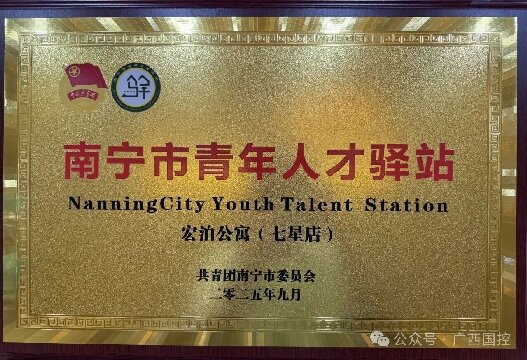 南宁市青年人才驿站
NanningCity Youth Talent Station
宏泊公寓（七星店）
共青团南宁市委员会
二零二五年九月
公众号·广西国控